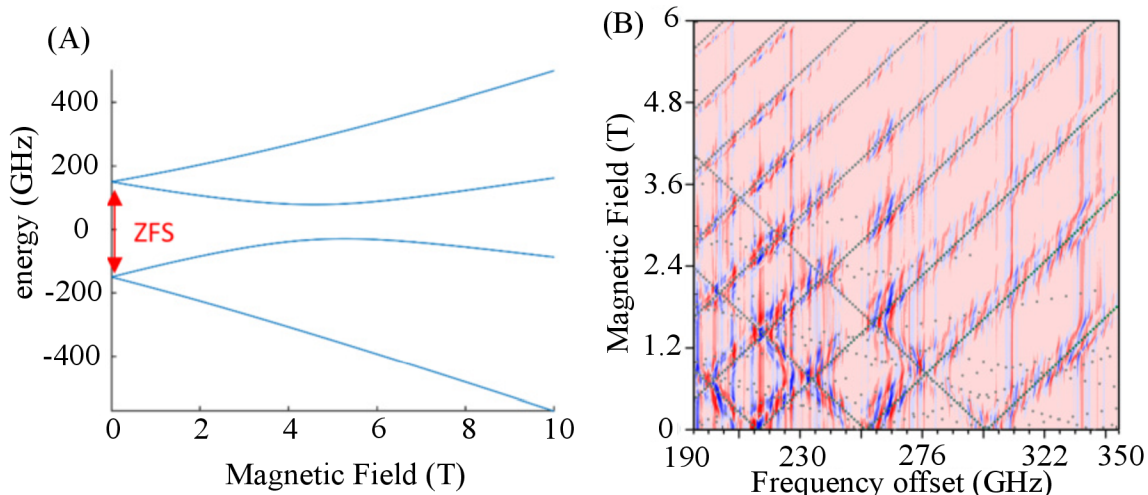 (A)
energy (GHz)
400
200
0
-200
-400
ZFS
0 2 4 6 8 10
Magnetic Field (T)
(B)
Magnetic Field (T)
6
4.8
3.6
2.4
1.2
0
190 230 276 322 350
Frequency offset (GHz)